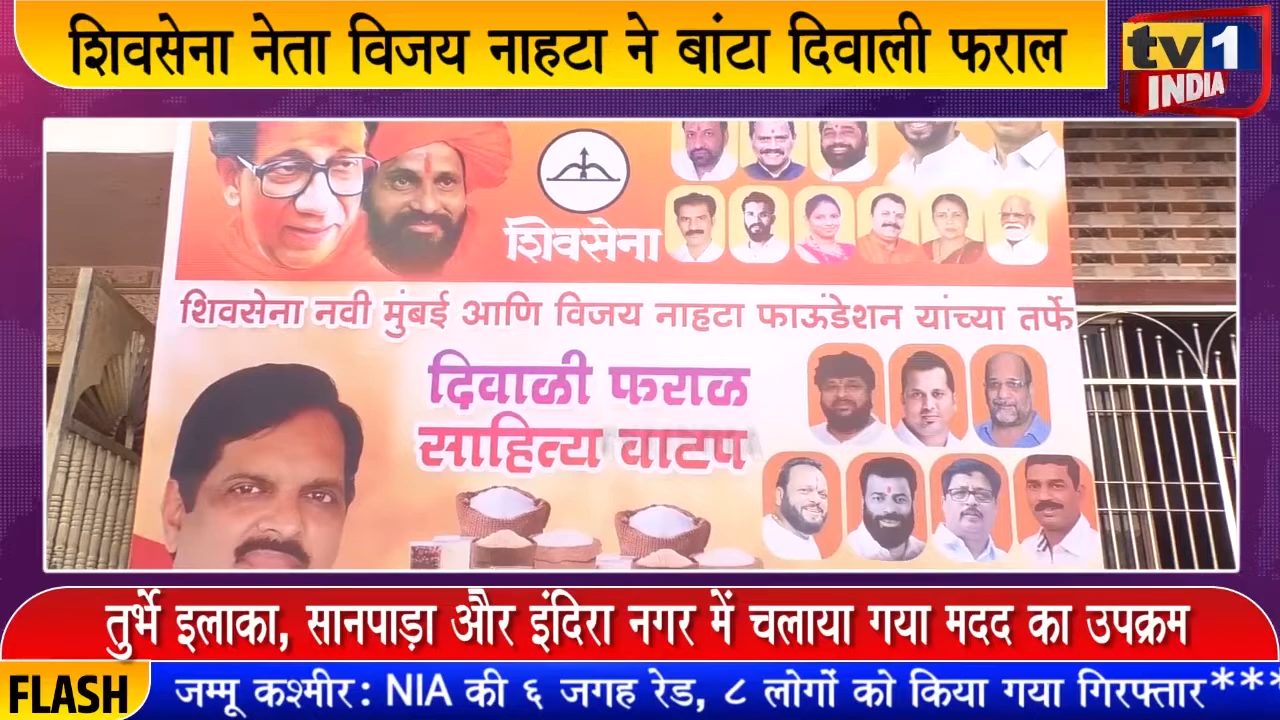 शिवसेना नेता विजय नाहटा ने बांटा दिवाली फराल
tv1
INDIA
शिवसेना
शिवसेना नवी मुंबई आणि विजय नाहटा फाऊंडेशन यांच्या तर्फे
दिवाळी फराळ
साहित्य वाटप
तुर्भे इलाका, सानपाड़ा और इंदिरा नगर में चलाया गया मदद का उपक्रम
FLASH
जम्मू कश्मीर: NIA की ६ जगह रेड, ८ लोगों को किया गया गिरफ्तार***